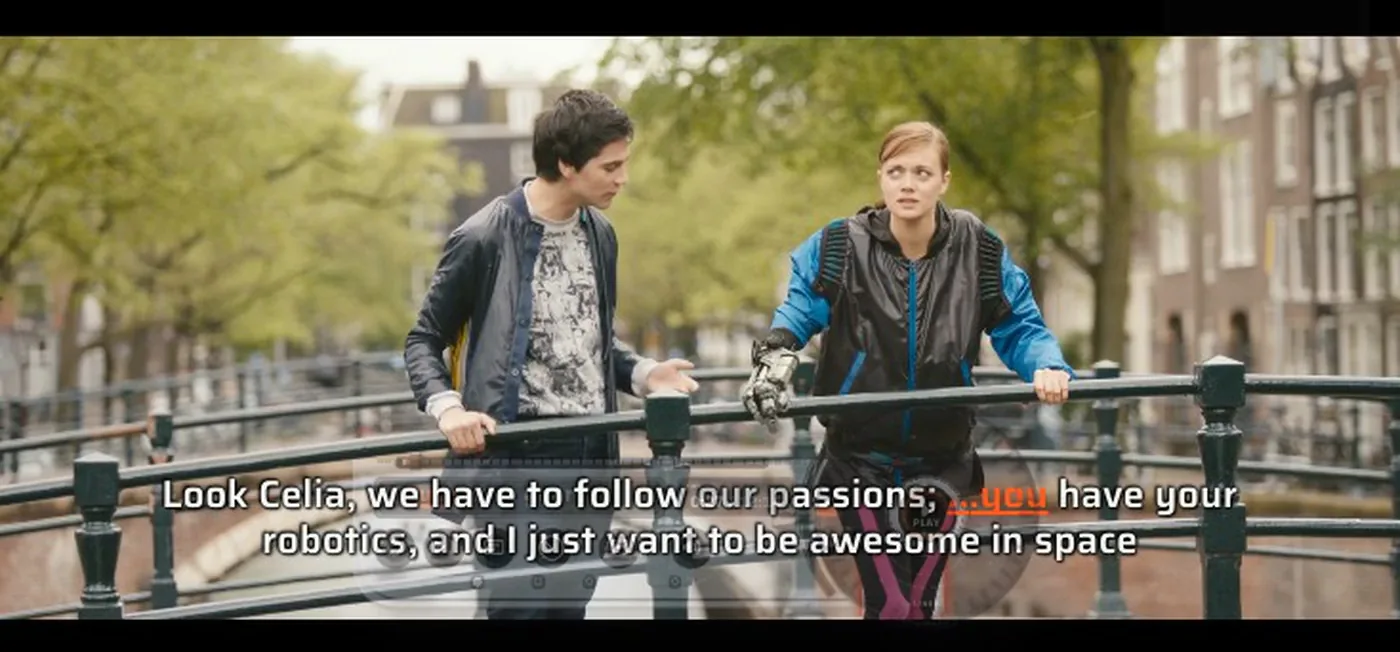 Look Celia, we have to follow our passions; ...you have your
robotics, and I just want to be awesome in space
PLAY